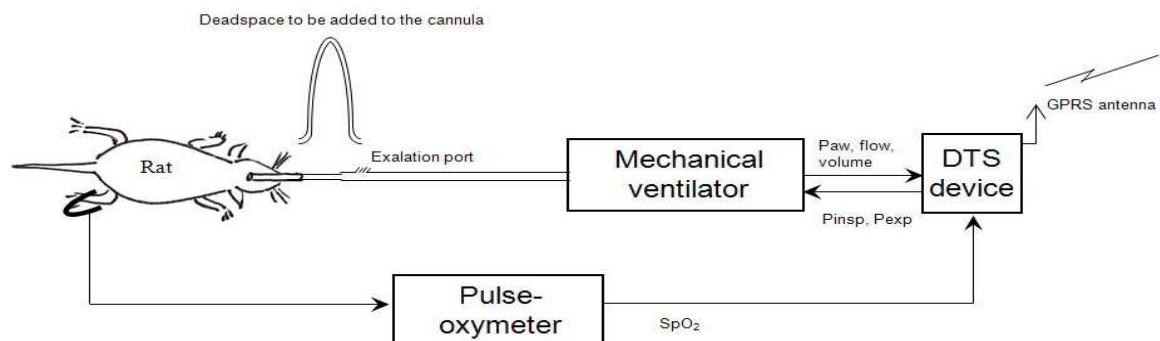 Deadspace to be added to the cannula
GPRS antenna
Rat
Exalation port
Mechanical
ventilator
Paw, flow,
volume
DTS
device
Pinsp, Pexp
Pulse-
oxymeter
SpO₂